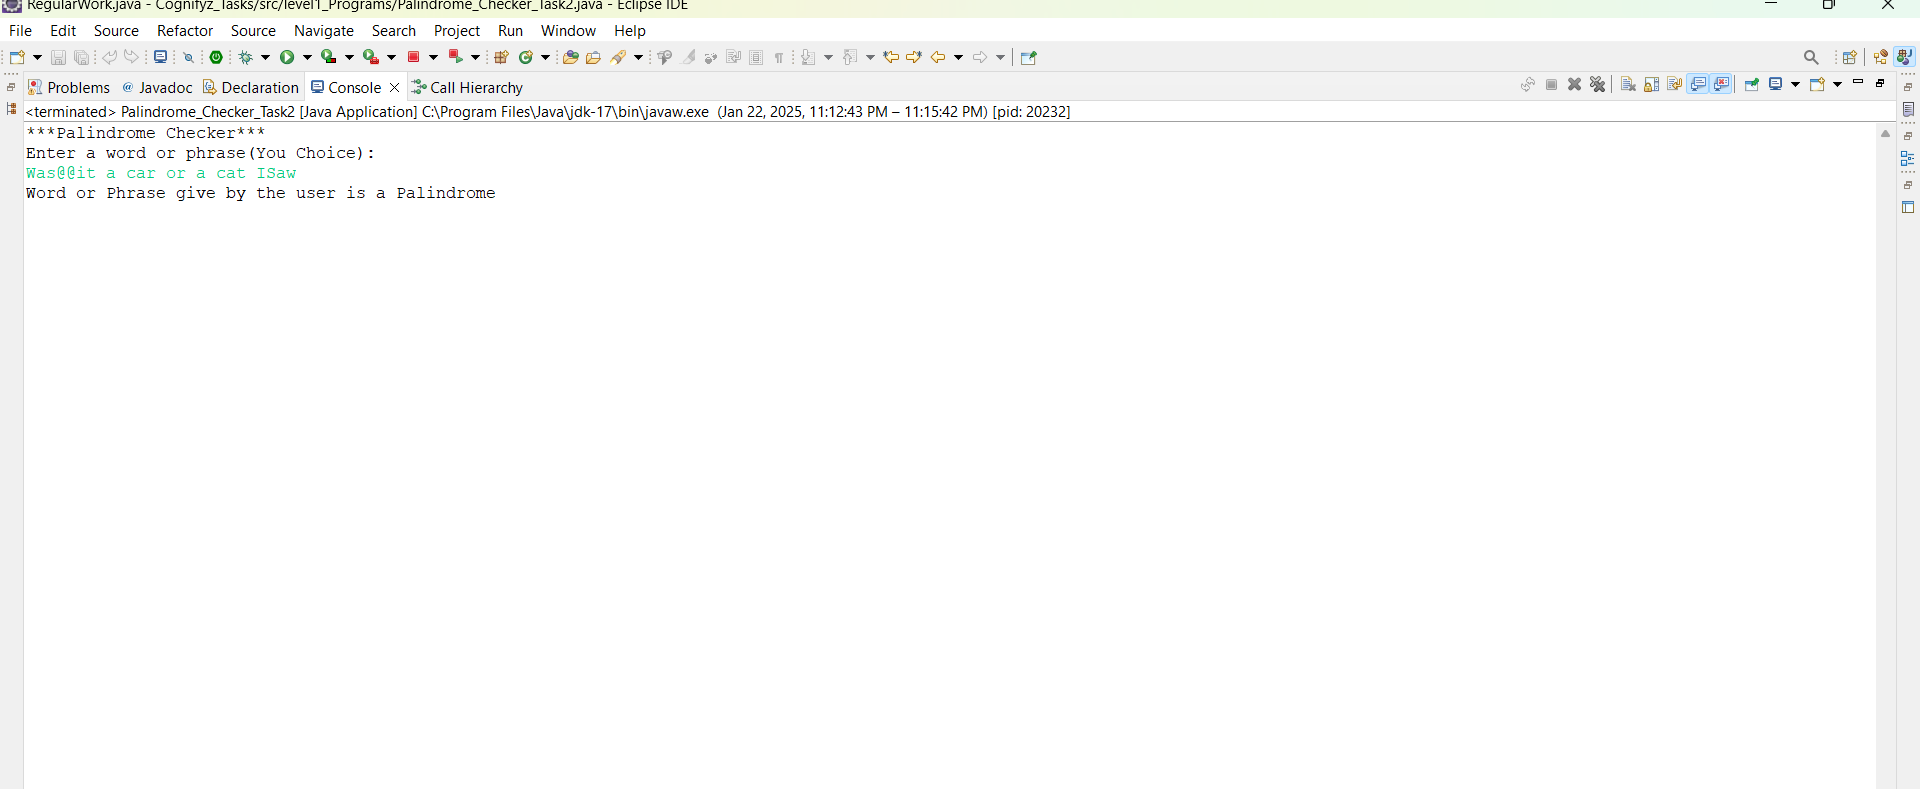 RegularWork.java - Cognifyz_Tasks/src/level1_Programs/Palindrome_Checker_Task2.java - Eclipse IDE
File Edit Source Refactor Source Navigate Search Project Run Window Help
Problems @ Javadoc Declaration Console Call Hierarchy
<terminated> Palindrome_Checker_Task2 [Java Application] C:\Program Files\Java\jdk-17\bin\javaw.exe (Jan 22, 2025, 11:12:43 PM – 11:15:42 PM) [pid: 20232]
***Palindrome Checker***
Enter a word or phrase(You Choice):
Was@@it a car or a cat ISaw
Word or Phrase give by the user is a Palindrome